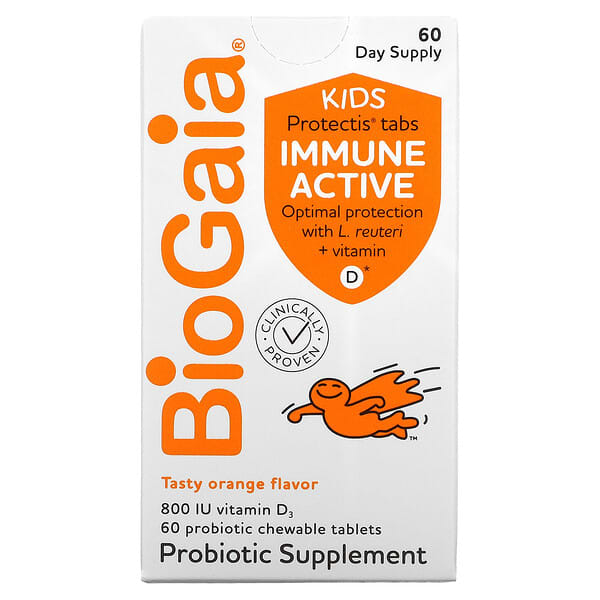 60
Day Supply
BioGaia®
KIDS
Protectis® tabs
IMMUNE
ACTIVE
Optimal protection
with L. reuteri
+ vitamin
D*
CLINICALLY
PROVEN
TM
Tasty orange flavor
800 IU vitamin D₃
60 probiotic chewable tablets
Probiotic Supplement